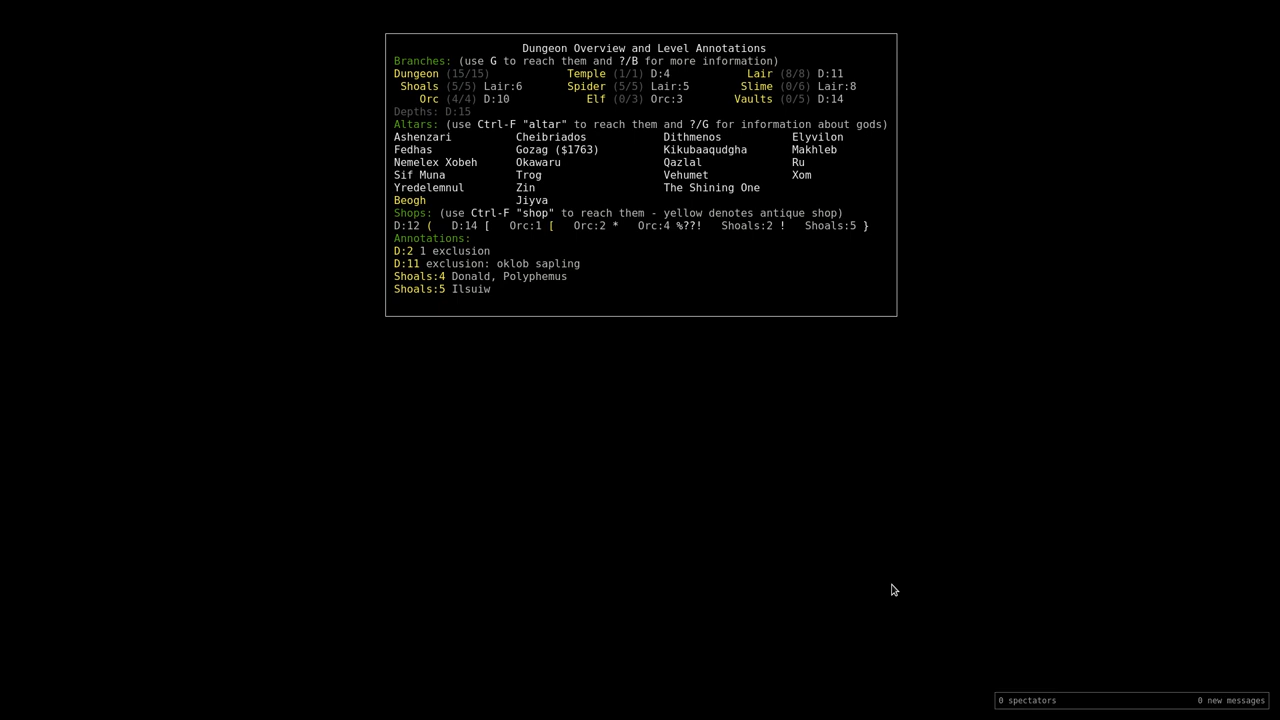 Dungeon Overview and Level Annotations
Branches: (use G to reach them and ?/B for more information)
Dungeon (15/15) Temple (1/1) D:4 Lair (8/8) D:11
Shoals (5/5) Lair:6 Spider (5/5) Lair:5 Slime (0/6) Lair:8
Orc (4/4) D:10 Elf (0/3) Orc:3 Vaults (0/5) D:14
Depths: D:15
Altars: (use Ctrl-F "altar" to reach them and ?/G for information about gods)
Ashenzari Cheibriados Dithmenos Elyvilon
Fedhas Gozag ($1763) Kikubaaqudgha Makhleb
Nemelex Xobeh Okawaru Qazlal Ru
Sif Muna Trog Vehumet Xom
Yredelemnul Zin The Shining One
Beogh Jiyva
Shops: (use Ctrl-F "shop" to reach them - yellow denotes antique shop)
D:12 ( D:14 [ Orc:1 [ Orc:2 * Orc:4 %??! Shoals:2 ! Shoals:5 }
Annotations:
D:2 1 exclusion
D:11 exclusion: oklob sapling
Shoals:4 Donald, Polyphemus
Shoals:5 Ilsuiw
0 spectators 0 new messages